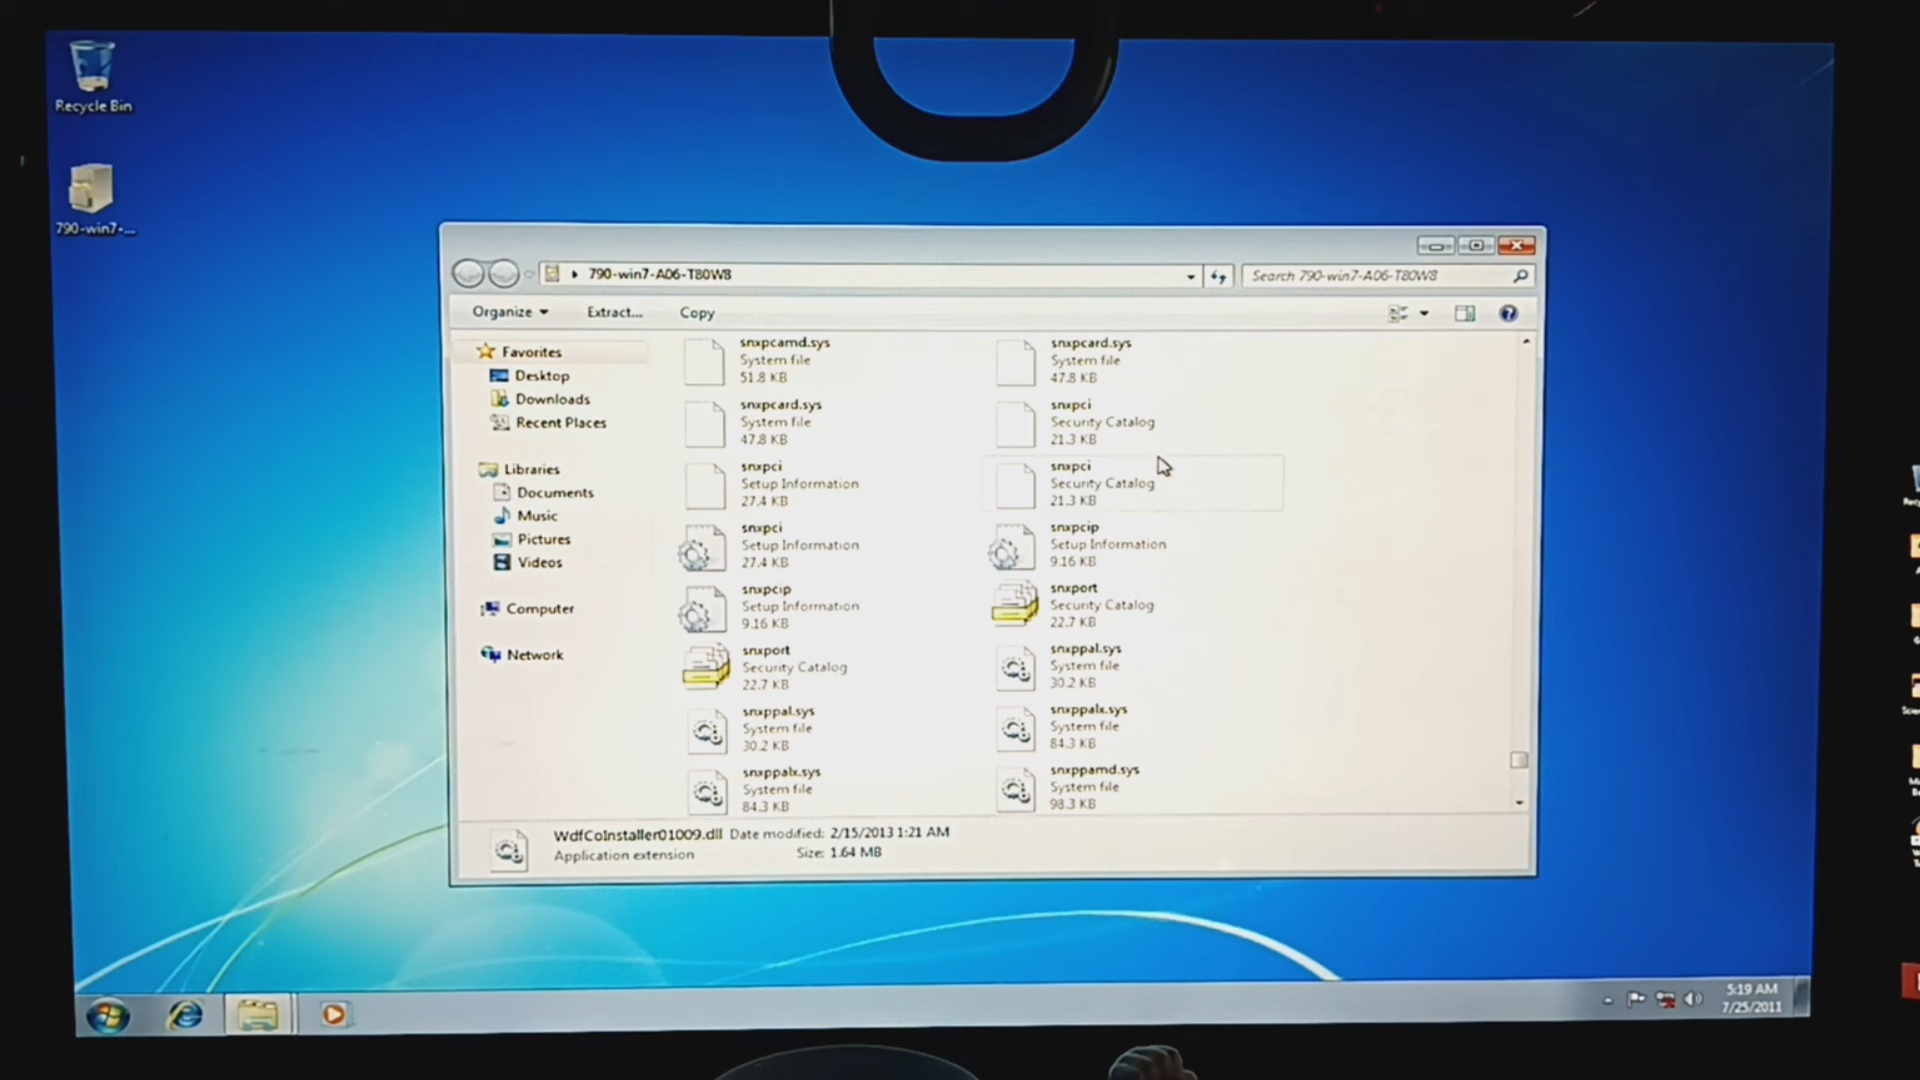 Recycle Bin
790-win7-...
790-win7-A06-T80W8
Search 790-win7-A06-T80W8
Organize
Extract...
Copy
Favorites
Desktop
Downloads
Recent Places
Libraries
Documents
Music
Pictures
Videos
Computer
Network
snxpcamd.sys
System file
51.8 KB
snxpcard.sys
System file
47.8 KB
snxpcard.sys
System file
47.8 KB
snxpci
Security Catalog
21.3 KB
snxpci
Setup Information
27.4 KB
snxpci
Security Catalog
21.3 KB
snxpci
Setup Information
27.4 KB
snxpcip
Setup Information
9.16 KB
snxpcip
Setup Information
9.16 KB
snxport
Security Catalog
22.7 KB
snxport
Security Catalog
22.7 KB
snxppal.sys
System file
30.2 KB
snxppal.sys
System file
30.2 KB
snxppalx.sys
System file
84.3 KB
snxppalx.sys
System file
84.3 KB
snxppamd.sys
System file
98.3 KB
WdfCoInstaller01009.dll Date modified: 2/15/2013 1:21 AM
Application extension Size: 1.64 MB
5:19 AM
7/25/2011